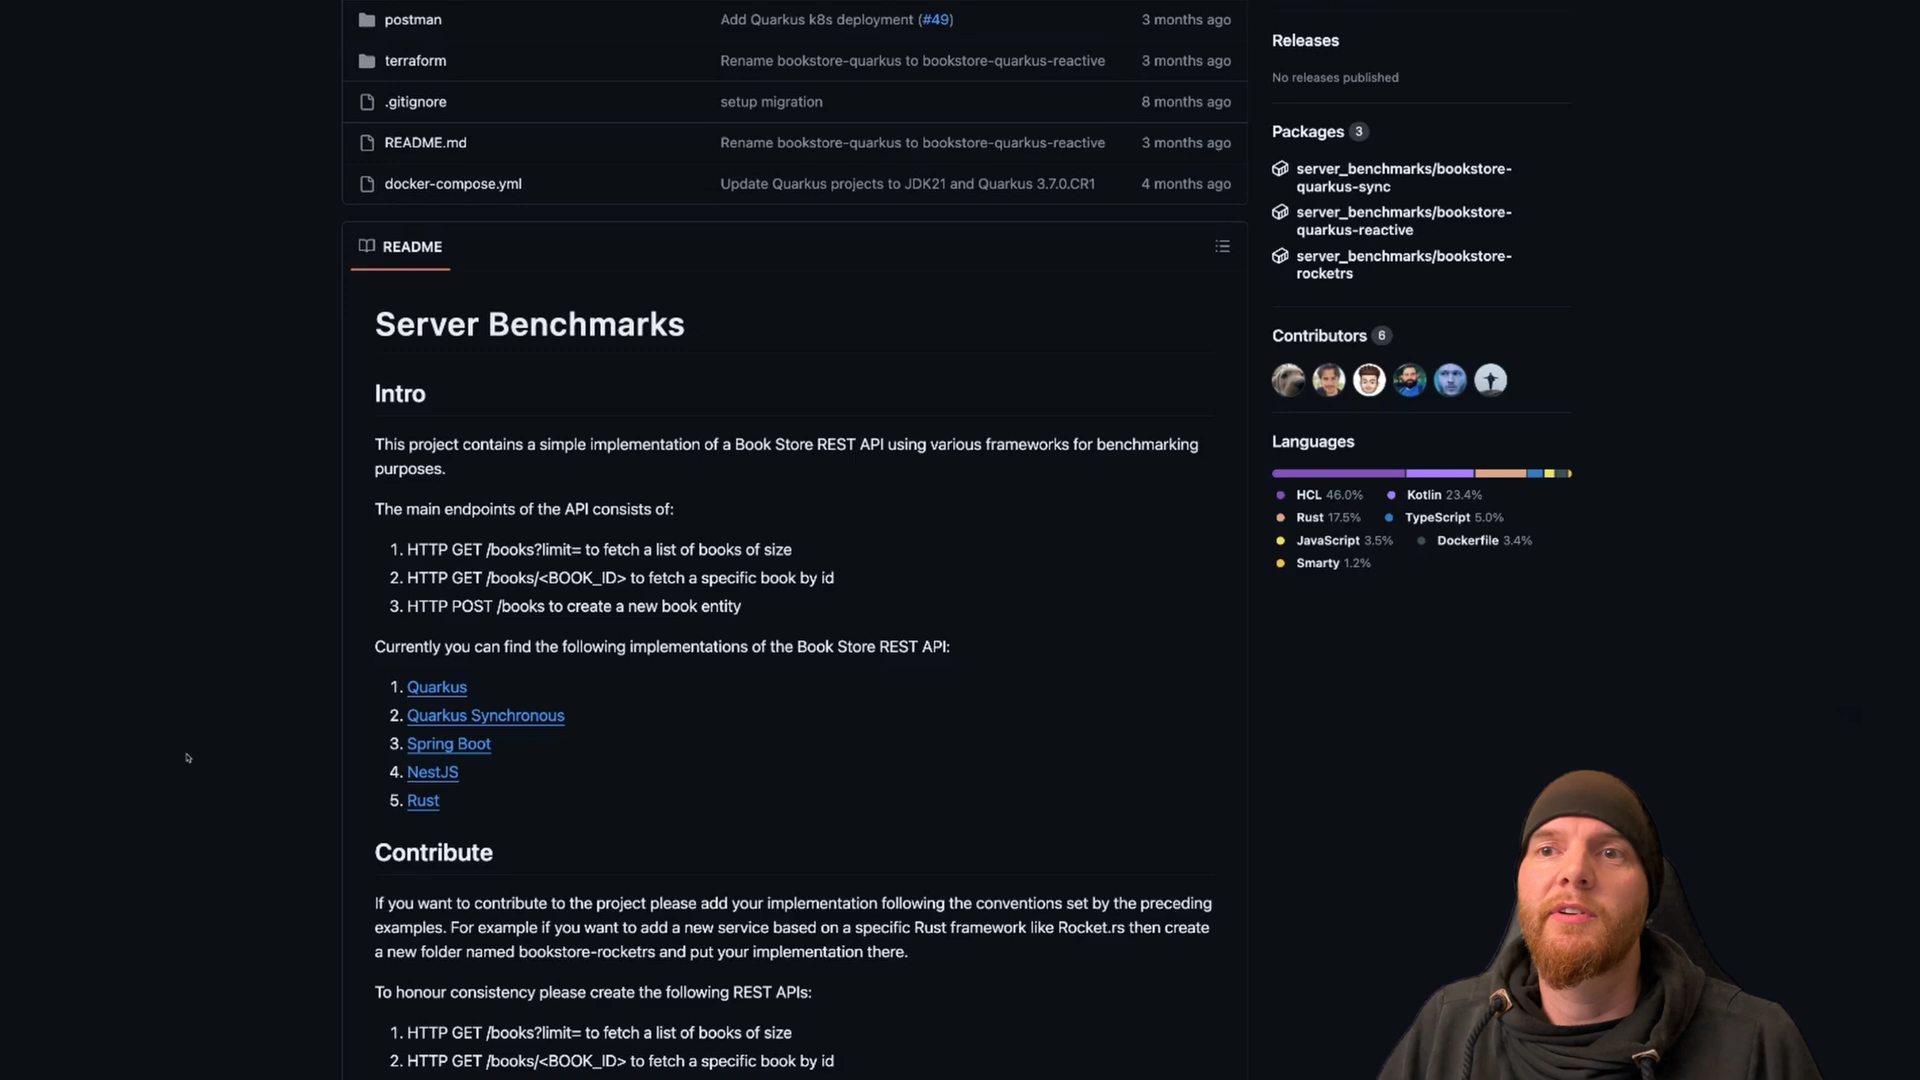 postman Add Quarkus k8s deployment (#49) 3 months ago
terraform Rename bookstore-quarkus to bookstore-quarkus-reactive 3 months ago
.gitignore setup migration 8 months ago
README.md Rename bookstore-quarkus to bookstore-quarkus-reactive 3 months ago
docker-compose.yml Update Quarkus projects to JDK21 and Quarkus 3.7.0.CR1 4 months ago
README
Server Benchmarks
Intro
This project contains a simple implementation of a Book Store REST API using various frameworks for benchmarking
purposes.
The main endpoints of the API consists of:
1. HTTP GET /books?limit= to fetch a list of books of size
2. HTTP GET /books/<BOOK_ID> to fetch a specific book by id
3. HTTP POST /books to create a new book entity
Currently you can find the following implementations of the Book Store REST API:
1. Quarkus
2. Quarkus Synchronous
3. Spring Boot
4. NestJS
5. Rust
Contribute
If you want to contribute to the project please add your implementation following the conventions set by the preceding
examples. For example if you want to add a new service based on a specific Rust framework like Rocket.rs then create
a new folder named bookstore-rocketrs and put your implementation there.
To honour consistency please create the following REST APIs:
1. HTTP GET /books?limit= to fetch a list of books of size
2. HTTP GET /books/<BOOK_ID> to fetch a specific book by id
Releases
No releases published
Packages 3
server_benchmarks/bookstore-
quarkus-sync
server_benchmarks/bookstore-
quarkus-reactive
server_benchmarks/bookstore-
rocketrs
Contributors 6
Languages
HCL 46.0% Kotlin 23.4%
Rust 17.5% TypeScript 5.0%
JavaScript 3.5% Dockerfile 3.4%
Smarty 1.2%